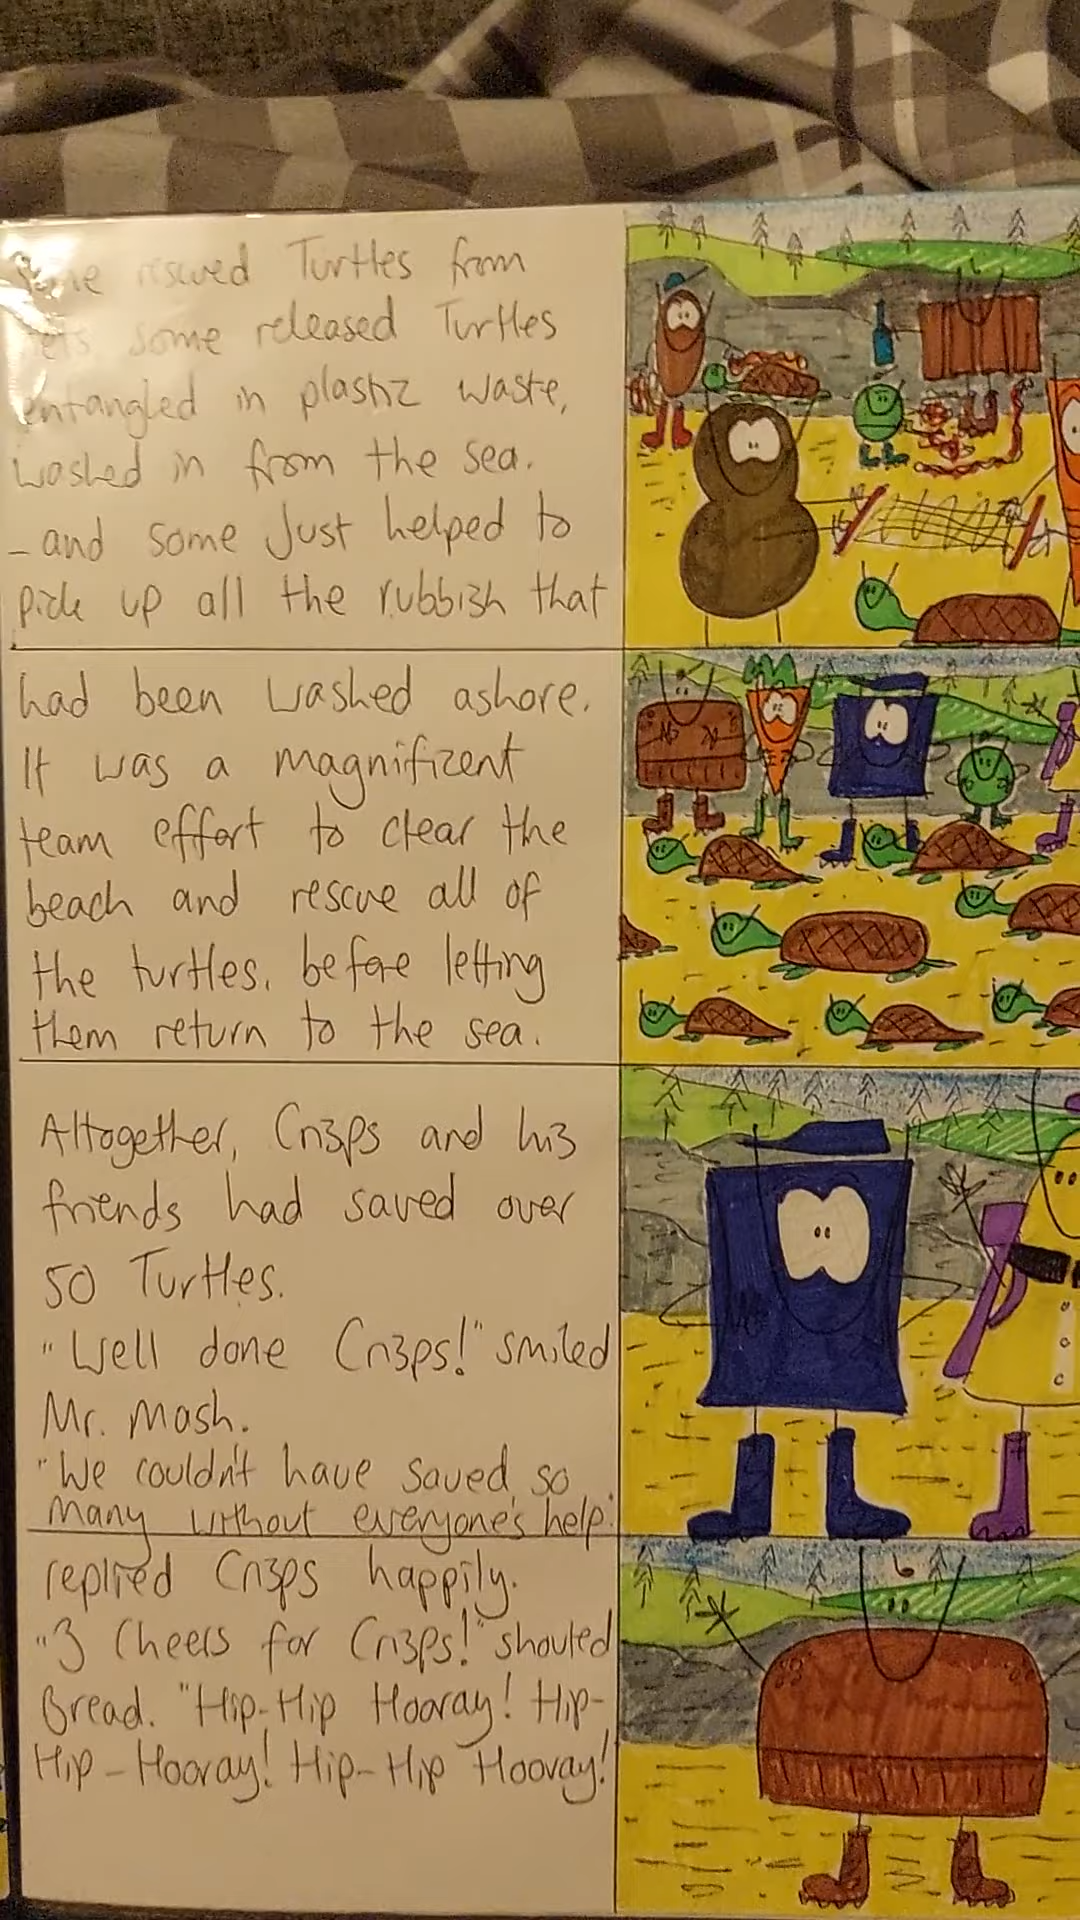 Some rescued Turtles from
nets some released Turtles
entangled in plastic waste,
washed in from the sea.
- and some Just helped to
pick up all the rubbish that
had been washed ashore.
It was a magnificent
team effort to clear the
beach and rescue all of
the turtles, before letting
them return to the sea.
Altogether, Crisps and his
friends had saved over
50 Turtles.
"Well done Crisps!" smiled
Mr. Mash.
"We couldn't have saved so
many without everyone's help."
replied Crisps happily.
"3 Cheers for Crisps!" shouted
Bread. "Hip-Hip Hooray! Hip-
Hip-Hooray! Hip-Hip Hooray!"